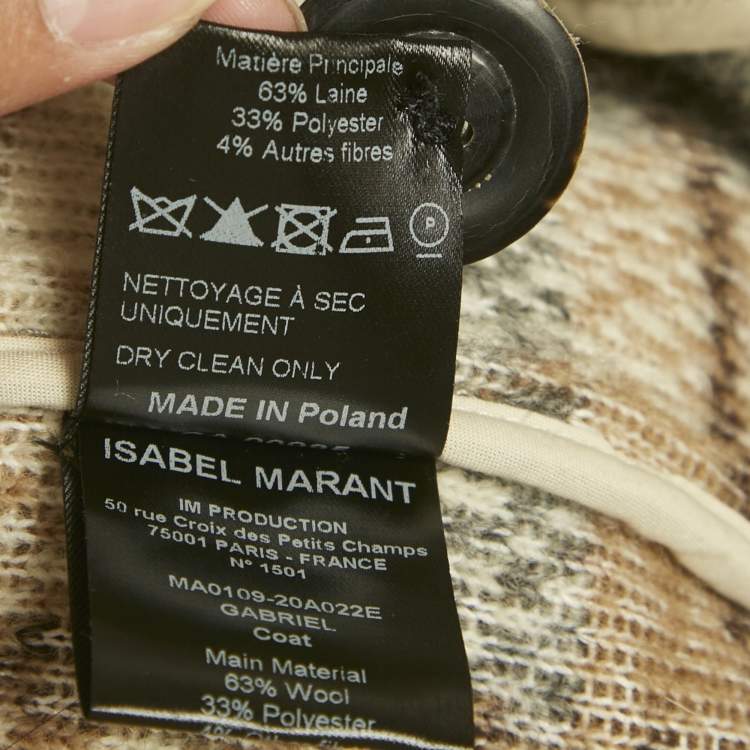 Matière Principale
63% Laine
33% Polyester
4% Autres fibres
P
NETTOYAGE À SEC
UNIQUEMENT
DRY CLEAN ONLY
MADE IN Poland
ISABEL MARANT
IM PRODUCTION
50 rue Croix des Petits Champs
75001 PARIS - FRANCE
N° 1501
MA0109-20A022E
GABRIEL
Coat
Main Material
63% Wool
33% Polyester